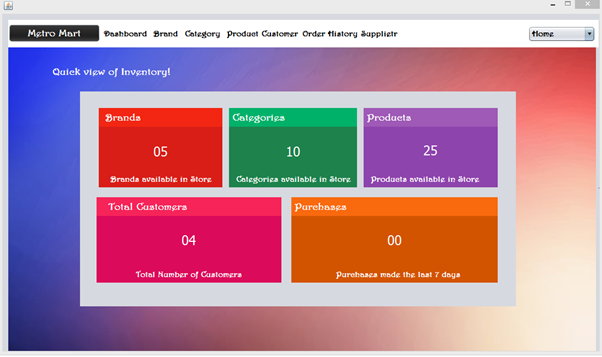 Metro Mart Dashboard Brand Category Product Customer Order History Supplietr Home
Quick view of Inventory!
Brands Categories Products
05 10 25
Brands available in Store Categories available in Store Products available in Store
Total Customers Purchases
04 00
Total Number of Customers Purchases made the last 7 days